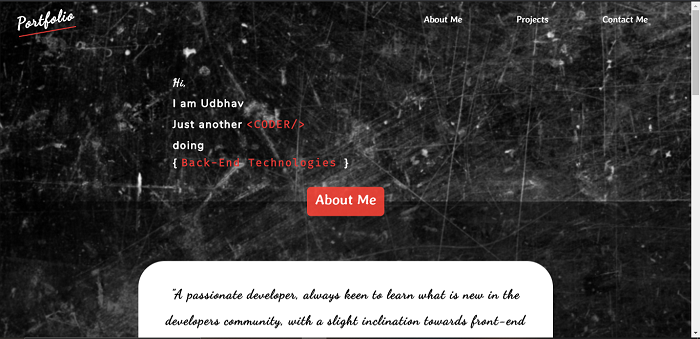 Portfolio
About Me Projects Contact Me
Hi,
I am Udbhav
Just another <CODER/>
doing
{ Back-End Technologies }
About Me
"A passionate developer, always keen to learn what is new in the
developers community, with a slight inclination towards front-end